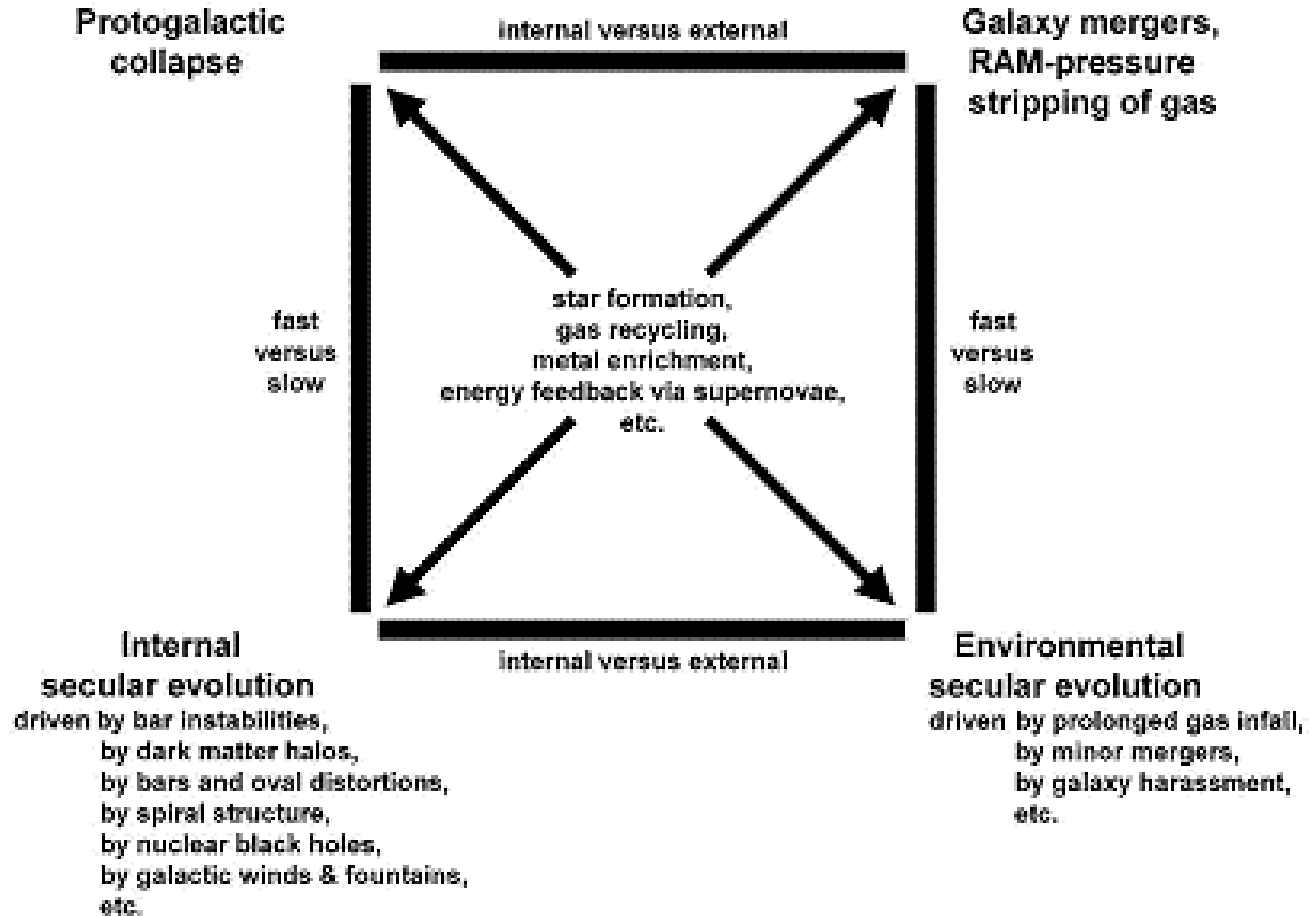 Protogalactic
collapse
internal versus external
Galaxy mergers,
RAM-pressure
stripping of gas
fast
versus
slow
star formation,
gas recycling,
metal enrichment,
energy feedback via supernovae,
etc.
fast
versus
slow
Internal
secular evolution
driven by bar instabilities,
by dark matter halos,
by bars and oval distortions,
by spiral structure,
by nuclear black holes,
by galactic winds & fountains,
etc.
internal versus external
Environmental
secular evolution
driven by prolonged gas infall,
by minor mergers,
by galaxy harassment,
etc.